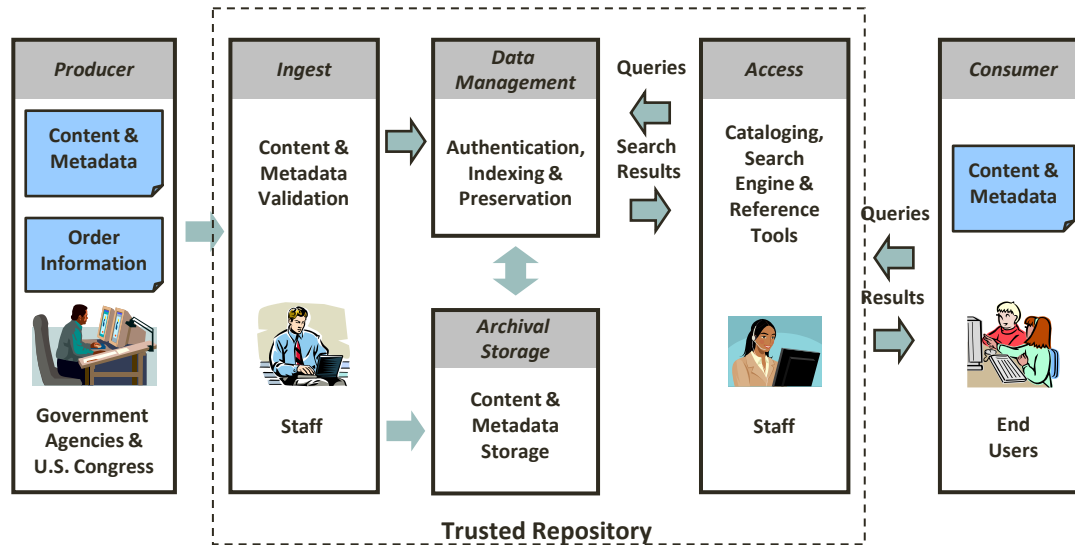 Producer
Content &
Metadata
Order
Information
Government
Agencies &
U.S. Congress
Ingest
Content &
Metadata
Validation
Staff
Data
Management
Authentication,
Indexing &
Preservation
Archival
Storage
Content &
Metadata
Storage
Queries
Search
Results
Access
Cataloging,
Search
Engine &
Reference
Tools
Staff
Queries
Results
Consumer
Content &
Metadata
End
Users
Trusted Repository